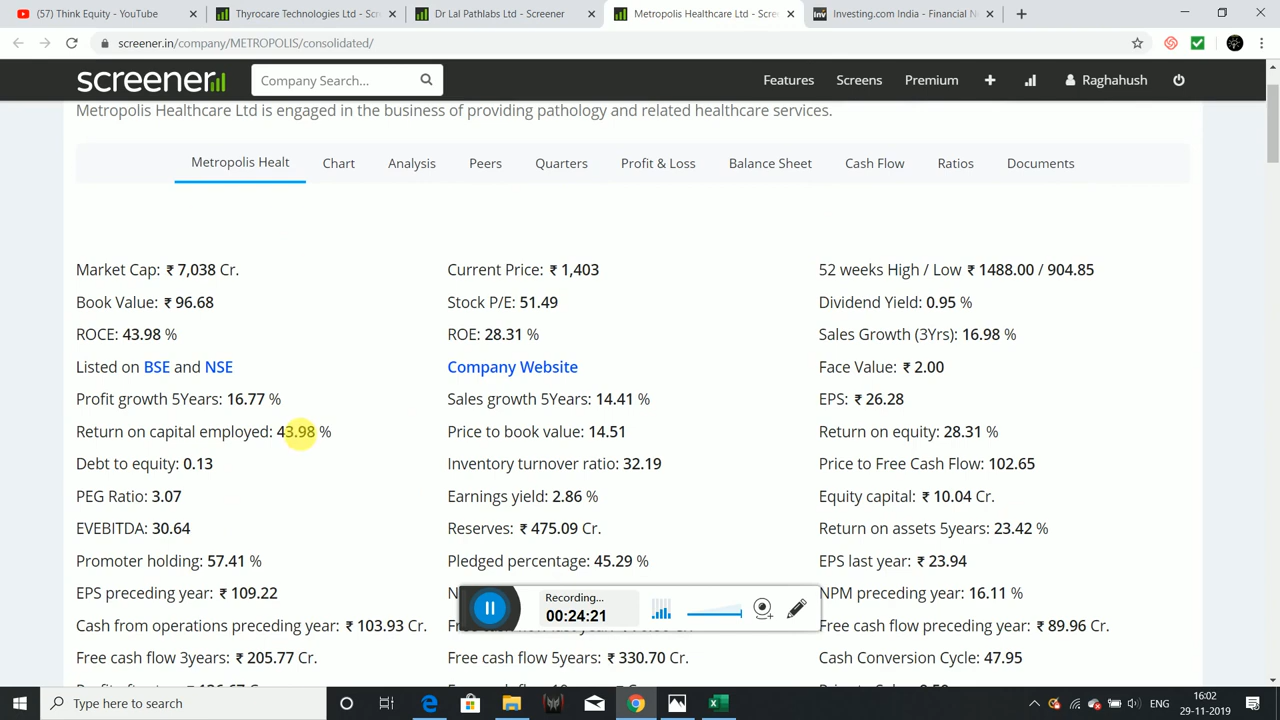 (57) Think Equity - YouTube
Thyrocare Technologies Ltd - Scre
Dr Lal Pathlabs Ltd - Screener
Metropolis Healthcare Ltd - Scree
Inv Investing.com India - Financial N
screener.in/company/METROPOLIS/consolidated/
screener
Company Search...
Features
Screens
Premium
Raghahush
Metropolis Healthcare Ltd is engaged in the business of providing pathology and related healthcare services.
Metropolis Healt
Chart
Analysis
Peers
Quarters
Profit & Loss
Balance Sheet
Cash Flow
Ratios
Documents
Market Cap: ₹ 7,038 Cr.
Current Price: ₹ 1,403
52 weeks High / Low ₹ 1488.00 / 904.85
Book Value: ₹ 96.68
Stock P/E: 51.49
Dividend Yield: 0.95 %
ROCE: 43.98 %
ROE: 28.31 %
Sales Growth (3Yrs): 16.98 %
Listed on BSE and NSE
Company Website
Face Value: ₹ 2.00
Profit growth 5Years: 16.77 %
Sales growth 5Years: 14.41 %
EPS: ₹ 26.28
Return on capital employed: 43.98 %
Price to book value: 14.51
Return on equity: 28.31 %
Debt to equity: 0.13
Inventory turnover ratio: 32.19
Price to Free Cash Flow: 102.65
PEG Ratio: 3.07
Earnings yield: 2.86 %
Equity capital: ₹ 10.04 Cr.
EVEBITDA: 30.64
Reserves: ₹ 475.09 Cr.
Return on assets 5years: 23.42 %
Promoter holding: 57.41 %
Pledged percentage: 45.29 %
EPS last year: ₹ 23.94
EPS preceding year: ₹ 109.22
Recording...
00:24:21
NPM preceding year: 16.11 %
Cash from operations preceding year: ₹ 103.93 Cr.
Free cash flow preceding year: ₹ 89.96 Cr.
Free cash flow 3years: ₹ 205.77 Cr.
Free cash flow 5years: ₹ 330.70 Cr.
Cash Conversion Cycle: 47.95
Type here to search
ENG
16:02
29-11-2019